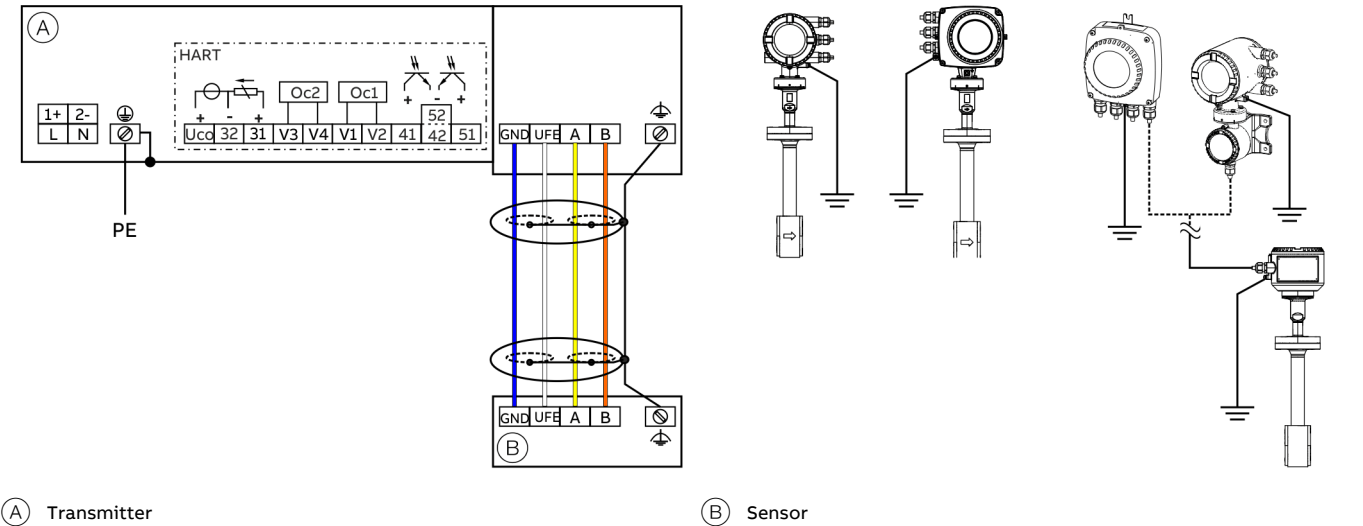 A
HART
Oc2 Oc1
+ - +
+ - +
1+ 2-
L N
52
Uco 32 31 V3 V4 V1 V2 41 42 51
GND UFE A B
PE
GND UFE A B
B
A Transmitter
B Sensor